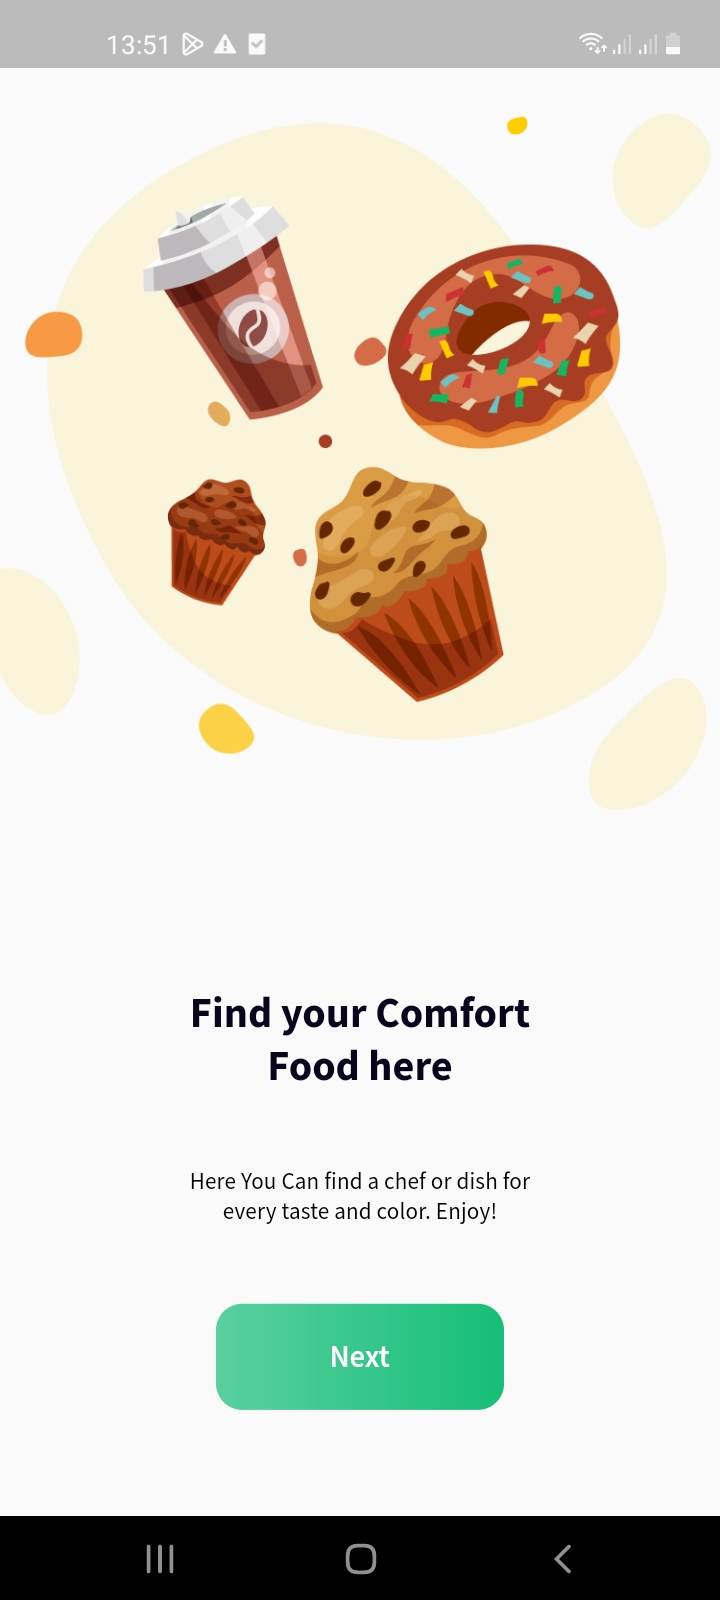 13:51
Find your Comfort
Food here
Here You Can find a chef or dish for
every taste and color. Enjoy!
Next